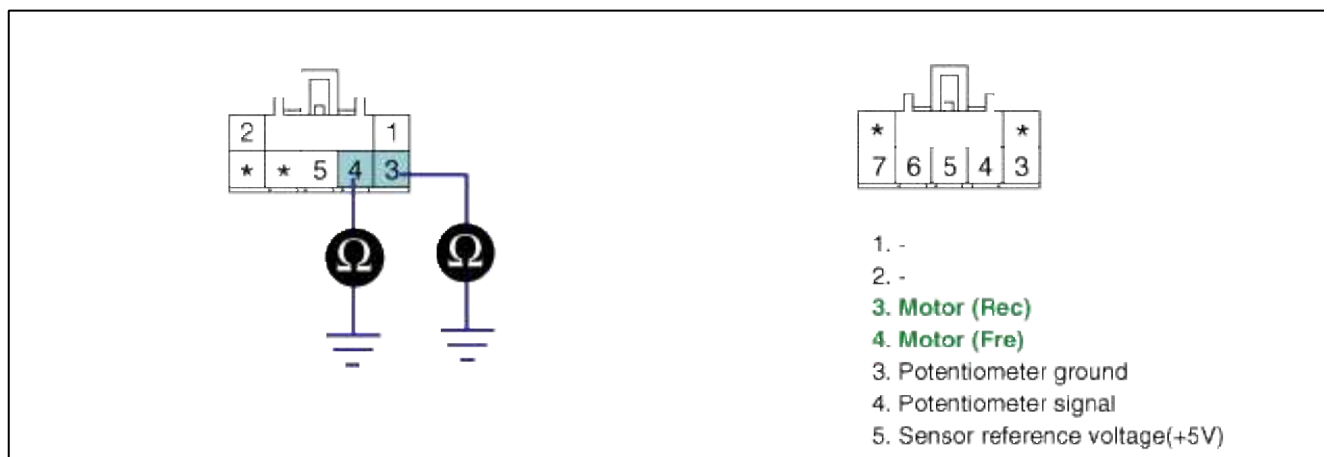 2 1
* * 5 4 3
Ω Ω
* *
7 6 5 4 3
1. -
2. -
3. Motor (Rec)
4. Motor (Fre)
3. Potentiometer ground
4. Potentiometer signal
5. Sensor reference voltage(+5V)